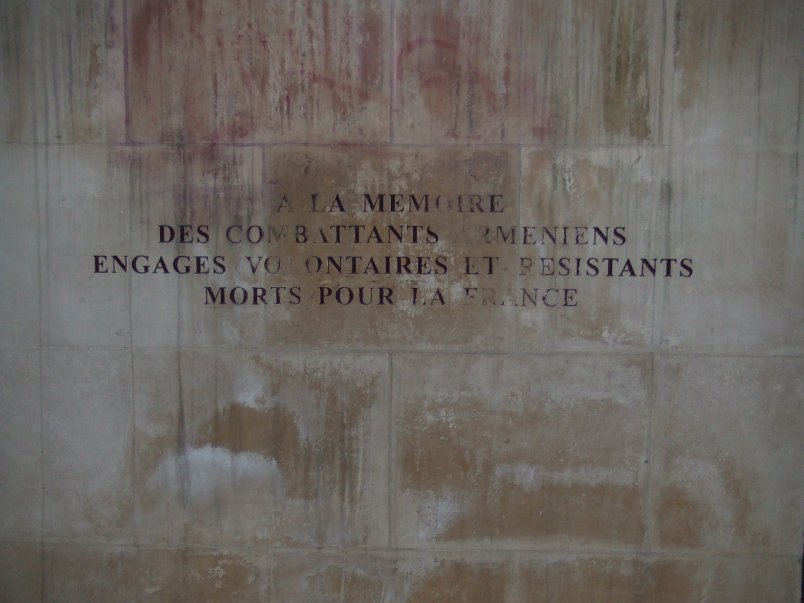 A LA MEMOIRE
DES COMBATTANTS ARMENIENS
ENGAGES VOLONTAIRES ET RESISTANTS
MORTS POUR LA FRANCE